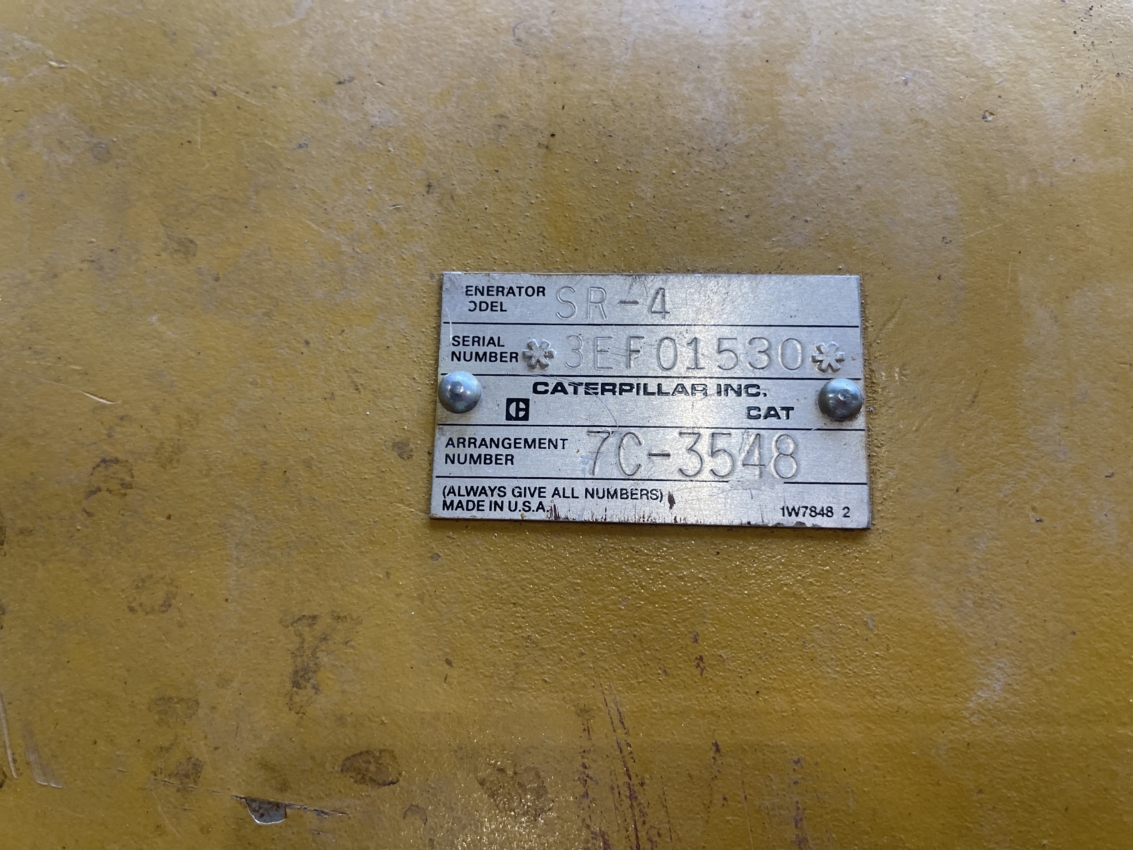 ENERATOR
ODEL SR-4
SERIAL
NUMBER *3EF01530*
CATERPILLAR INC.
CAT
ARRANGEMENT
NUMBER 7C-3548
(ALWAYS GIVE ALL NUMBERS)
MADE IN U.S.A.
1W7848 2